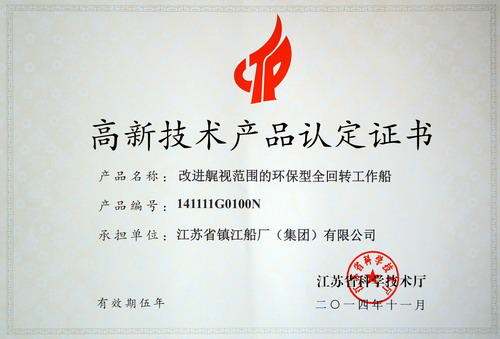 高新技术产品认定证书
产品名称： 改进艉视范围的环保型全回转工作船
产品编号： 141111G0100N
承担单位： 江苏省镇江船厂（集团）有限公司
江苏省科学技术厅
有效期伍年
二〇一四年十一月